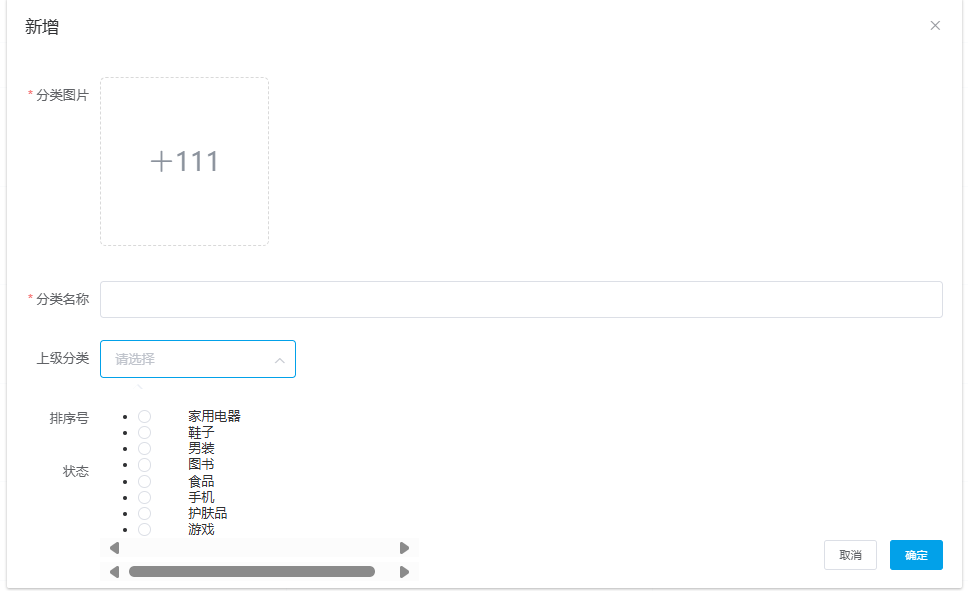 新增
* 分类图片
+111
* 分类名称
上级分类
请选择
排序号
状态
家用电器
鞋子
男装
图书
食品
手机
护肤品
游戏
取消
确定